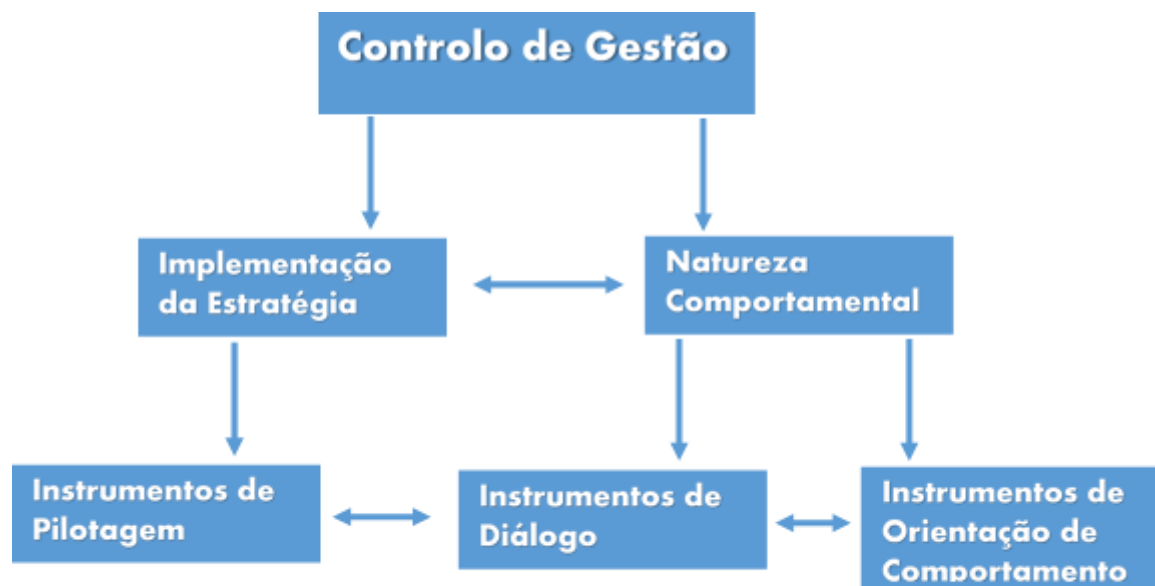 Controlo de Gestão
Implementação
da Estratégia
Natureza
Comportamental
Instrumentos de
Pilotagem
Instrumentos de
Diálogo
Instrumentos de
Orientação de
Comportamento